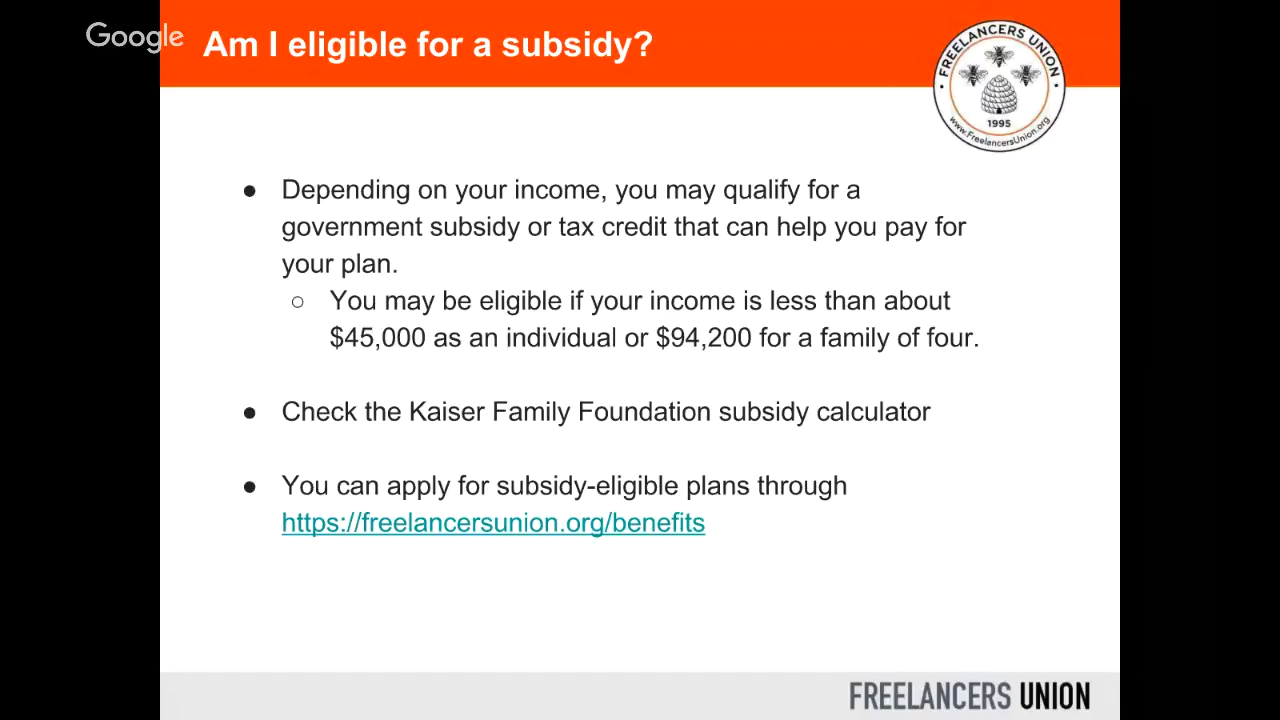 Google
Am I eligible for a subsidy?
FREELANCERS UNION
1995
www.FreelancersUnion.org
● Depending on your income, you may qualify for a
government subsidy or tax credit that can help you pay for
your plan.
○ You may be eligible if your income is less than about
$45,000 as an individual or $94,200 for a family of four.
● Check the Kaiser Family Foundation subsidy calculator
● You can apply for subsidy-eligible plans through
https://freelancersunion.org/benefits
FREELANCERS UNION